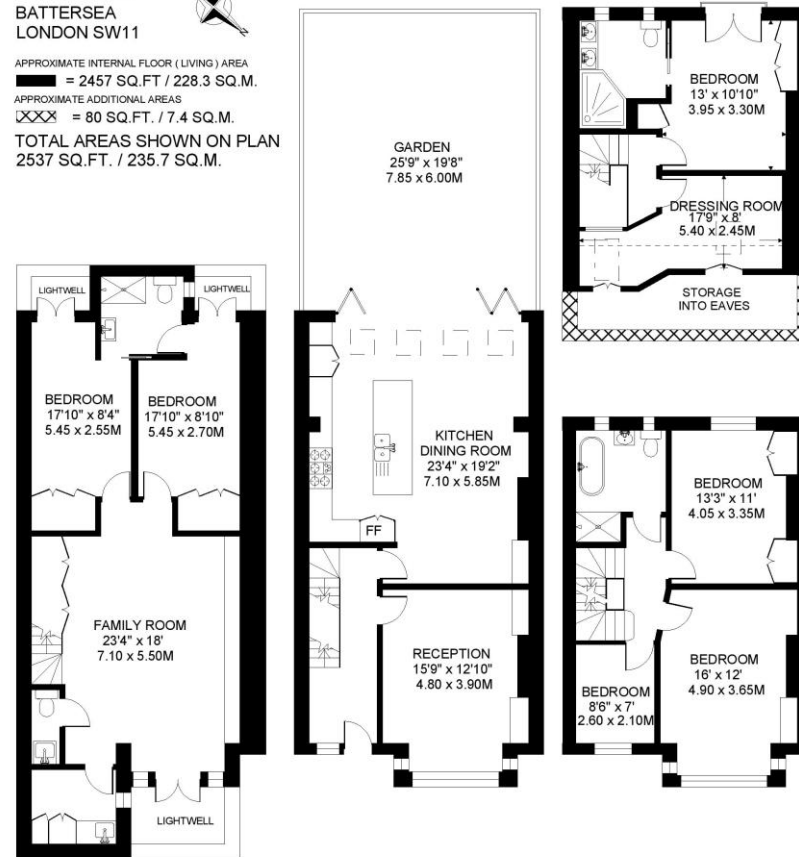 BATTERSEA
LONDON SW11
APPROXIMATE INTERNAL FLOOR ( LIVING ) AREA
= 2457 SQ.FT / 228.3 SQ.M.
APPROXIMATE ADDITIONAL AREAS
= 80 SQ.FT / 7.4 SQ.M.
TOTAL AREAS SHOWN ON PLAN
2537 SQ.FT. / 235.7 SQ.M.
LIGHTWELL
LIGHTWELL
BEDROOM
17'10" x 8'4"
5.45 x 2.55M
BEDROOM
17'10" x 8'10"
5.45 x 2.70M
FAMILY ROOM
23'4" x 18'
7.10 x 5.50M
LIGHTWELL
GARDEN
25'9" x 19'8"
7.85 x 6.00M
KITCHEN
DINING ROOM
23'4" x 19'2"
7.10 x 5.85M
FF
RECEPTION
15'9" x 12'10"
4.80 x 3.90M
BEDROOM
13' x 10'10"
3.95 x 3.30M
DRESSING ROOM
17'9" x 8'
5.40 x 2.45M
STORAGE
INTO EAVES
BEDROOM
13'3" x 11'
4.05 x 3.35M
BEDROOM
16' x 12'
4.90 x 3.65M
BEDROOM
8'6" x 7'
2.60 x 2.10M